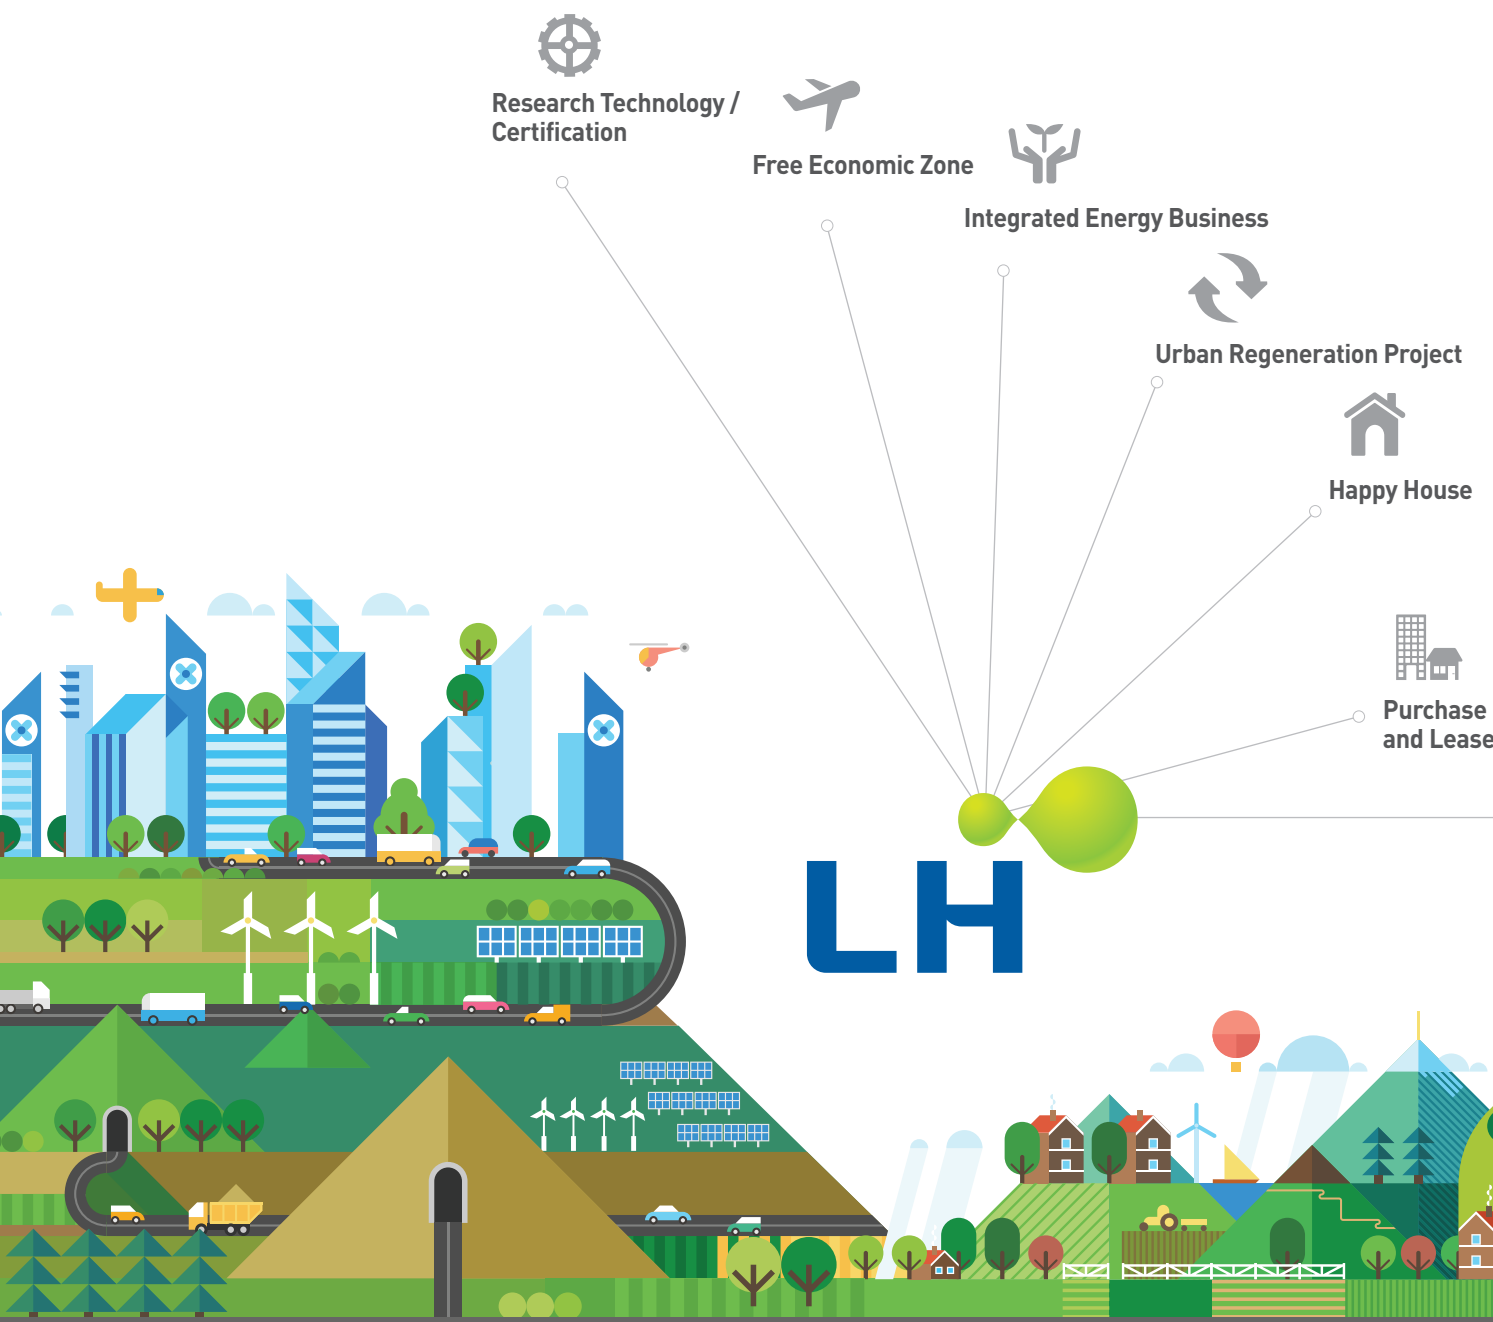 Research Technology /
Certification
Free Economic Zone
Integrated Energy Business
Urban Regeneration Project
Happy House
Purchase
and Lease
LH